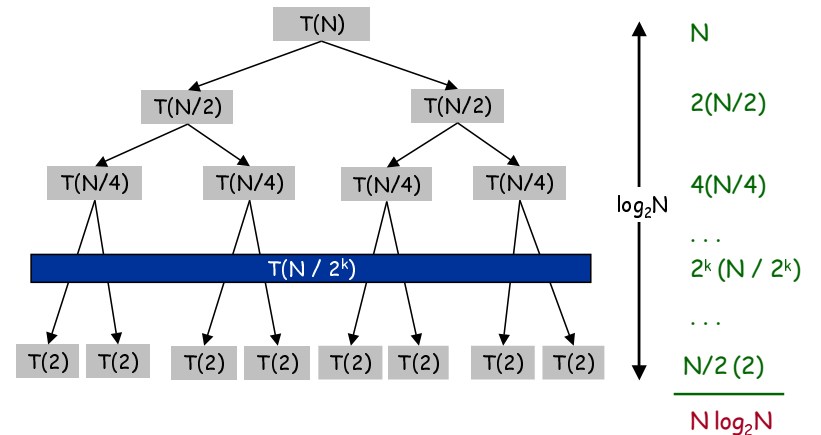 T(N)
N
T(N/2) T(N/2)
2(N/2)
T(N/4) T(N/4) T(N/4) T(N/4)
4(N/4)
log₂N
. . .
T(N / 2ᵏ)
2ᵏ (N / 2ᵏ)
. . .
T(2) T(2) T(2) T(2) T(2) T(2) T(2) T(2)
N/2 (2)
N log₂N